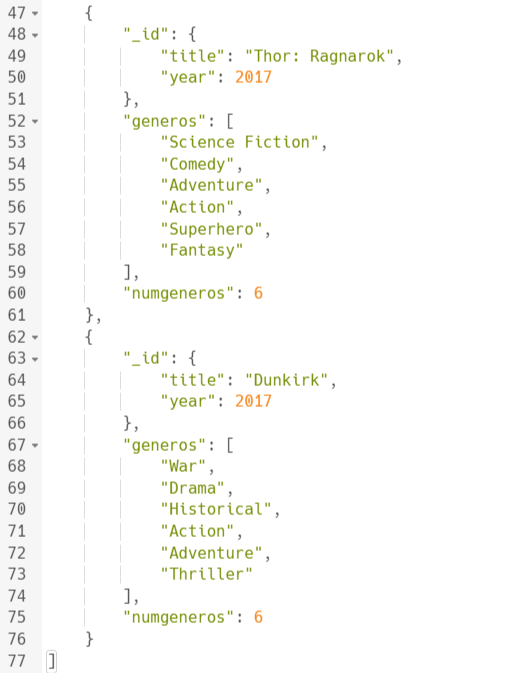 47 {
48 "_id": {
49 "title": "Thor: Ragnarok",
50 "year": 2017
51 },
52 "generos": [
53 "Science Fiction",
54 "Comedy",
55 "Adventure",
56 "Action",
57 "Superhero",
58 "Fantasy"
59 ],
60 "numgeneros": 6
61 },
62 {
63 "_id": {
64 "title": "Dunkirk",
65 "year": 2017
66 },
67 "generos": [
68 "War",
69 "Drama",
70 "Historical",
71 "Action",
72 "Adventure",
73 "Thriller"
74 ],
75 "numgeneros": 6
76 }
77 ]